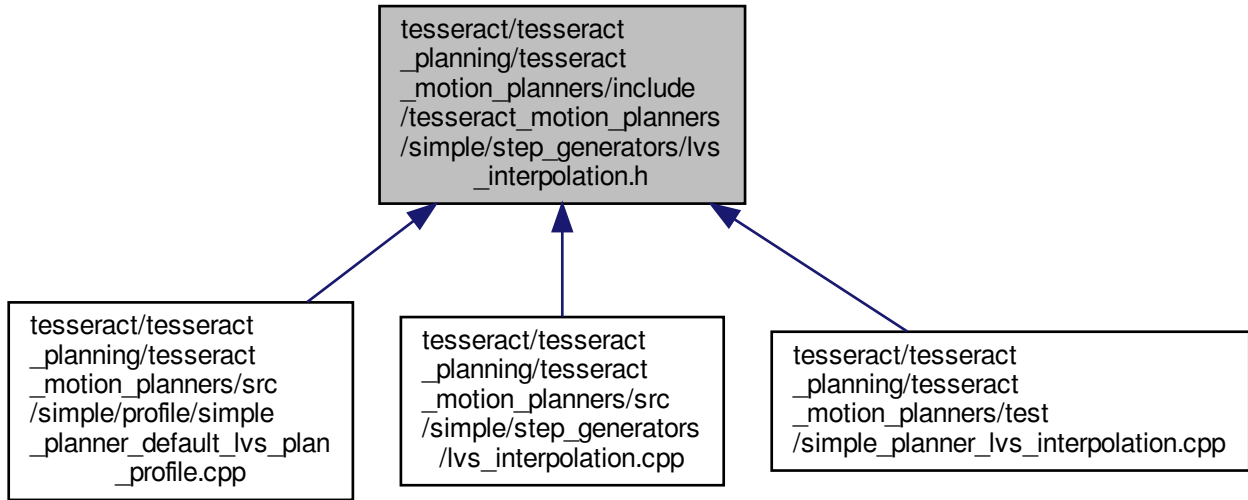 tesseract/tesseract
_planning/tesseract
_motion_planners/include
/tesseract_motion_planners
/simple/step_generators/lvs
_interpolation.h
tesseract/tesseract
_planning/tesseract
_motion_planners/src
/simple/profile/simple
_planner_default_lvs_plan
_profile.cpp
tesseract/tesseract
_planning/tesseract
_motion_planners/src
/simple/step_generators
/lvs_interpolation.cpp
tesseract/tesseract
_planning/tesseract
_motion_planners/test
/simple_planner_lvs_interpolation.cpp